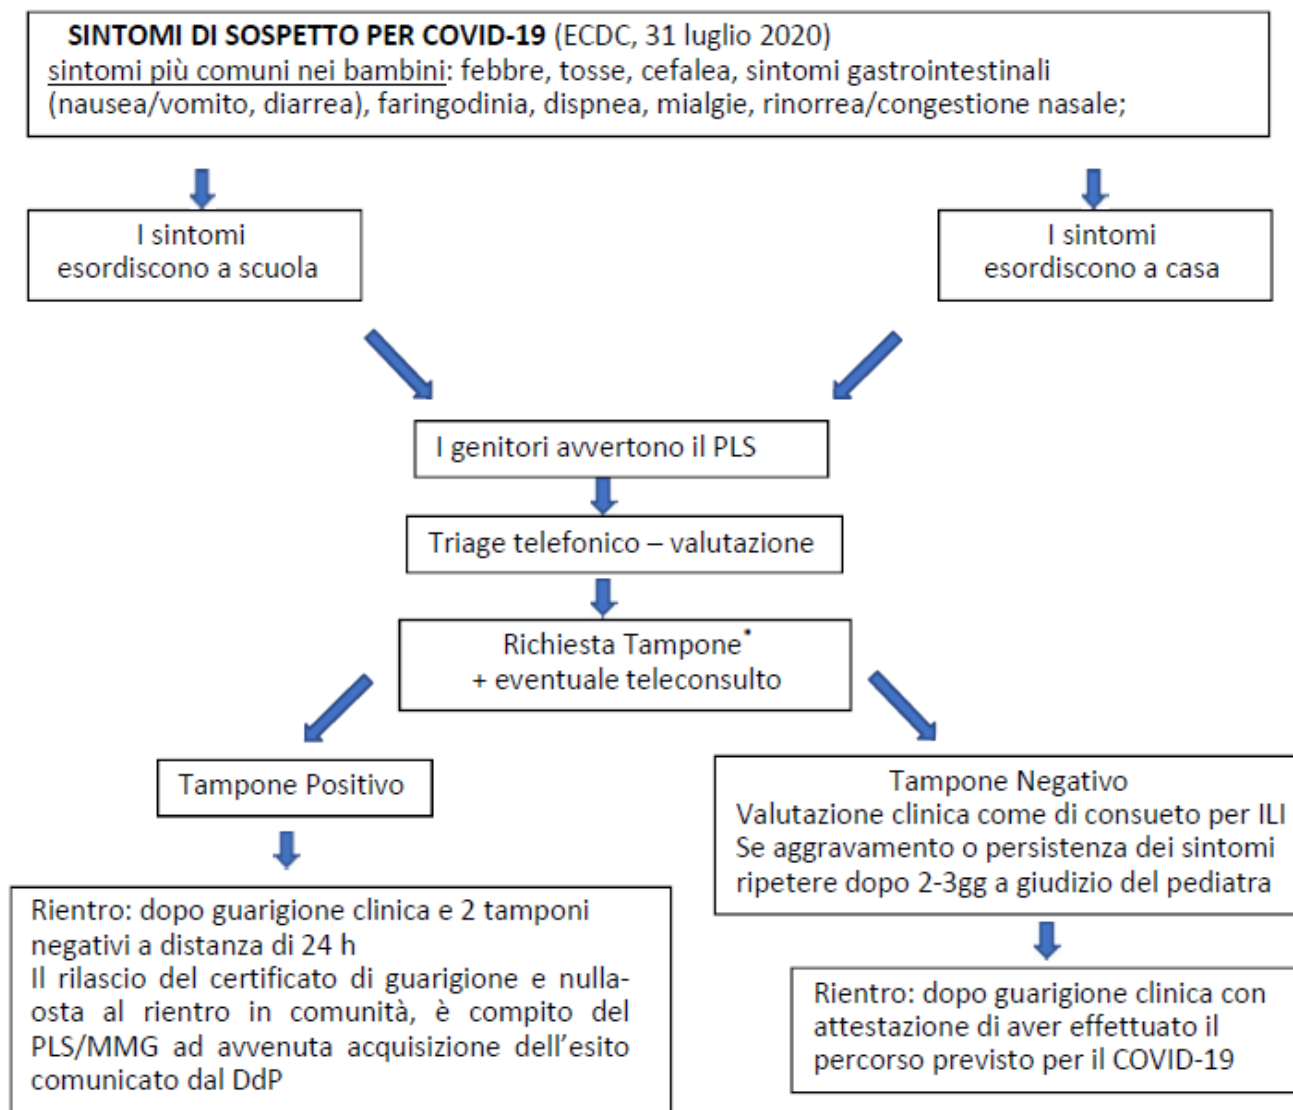 SINTOMI DI SOSPETTO PER COVID-19 (ECDC, 31 luglio 2020)
sintomi più comuni nei bambini: febbre, tosse, cefalea, sintomi gastrointestinali
(nausea/vomito, diarrea), faringodinia, dispnea, mialgie, rinorrea/congestione nasale;
I sintomi
esordiscono a scuola
I sintomi
esordiscono a casa
I genitori avvertono il PLS
Triage telefonico – valutazione
Richiesta Tampone*
+ eventuale teleconsulto
Tampone Positivo
Tampone Negativo
Valutazione clinica come di consueto per ILI
Se aggravamento o persistenza dei sintomi
ripetere dopo 2-3gg a giudizio del pediatra
Rientro: dopo guarigione clinica e 2 tamponi
negativi a distanza di 24 h
Il rilascio del certificato di guarigione e nulla-
osta al rientro in comunità, è compito del
PLS/MMG ad avvenuta acquisizione dell’esito
comunicato dal DdP
Rientro: dopo guarigione clinica con
attestazione di aver effettuato il
percorso previsto per il COVID-19